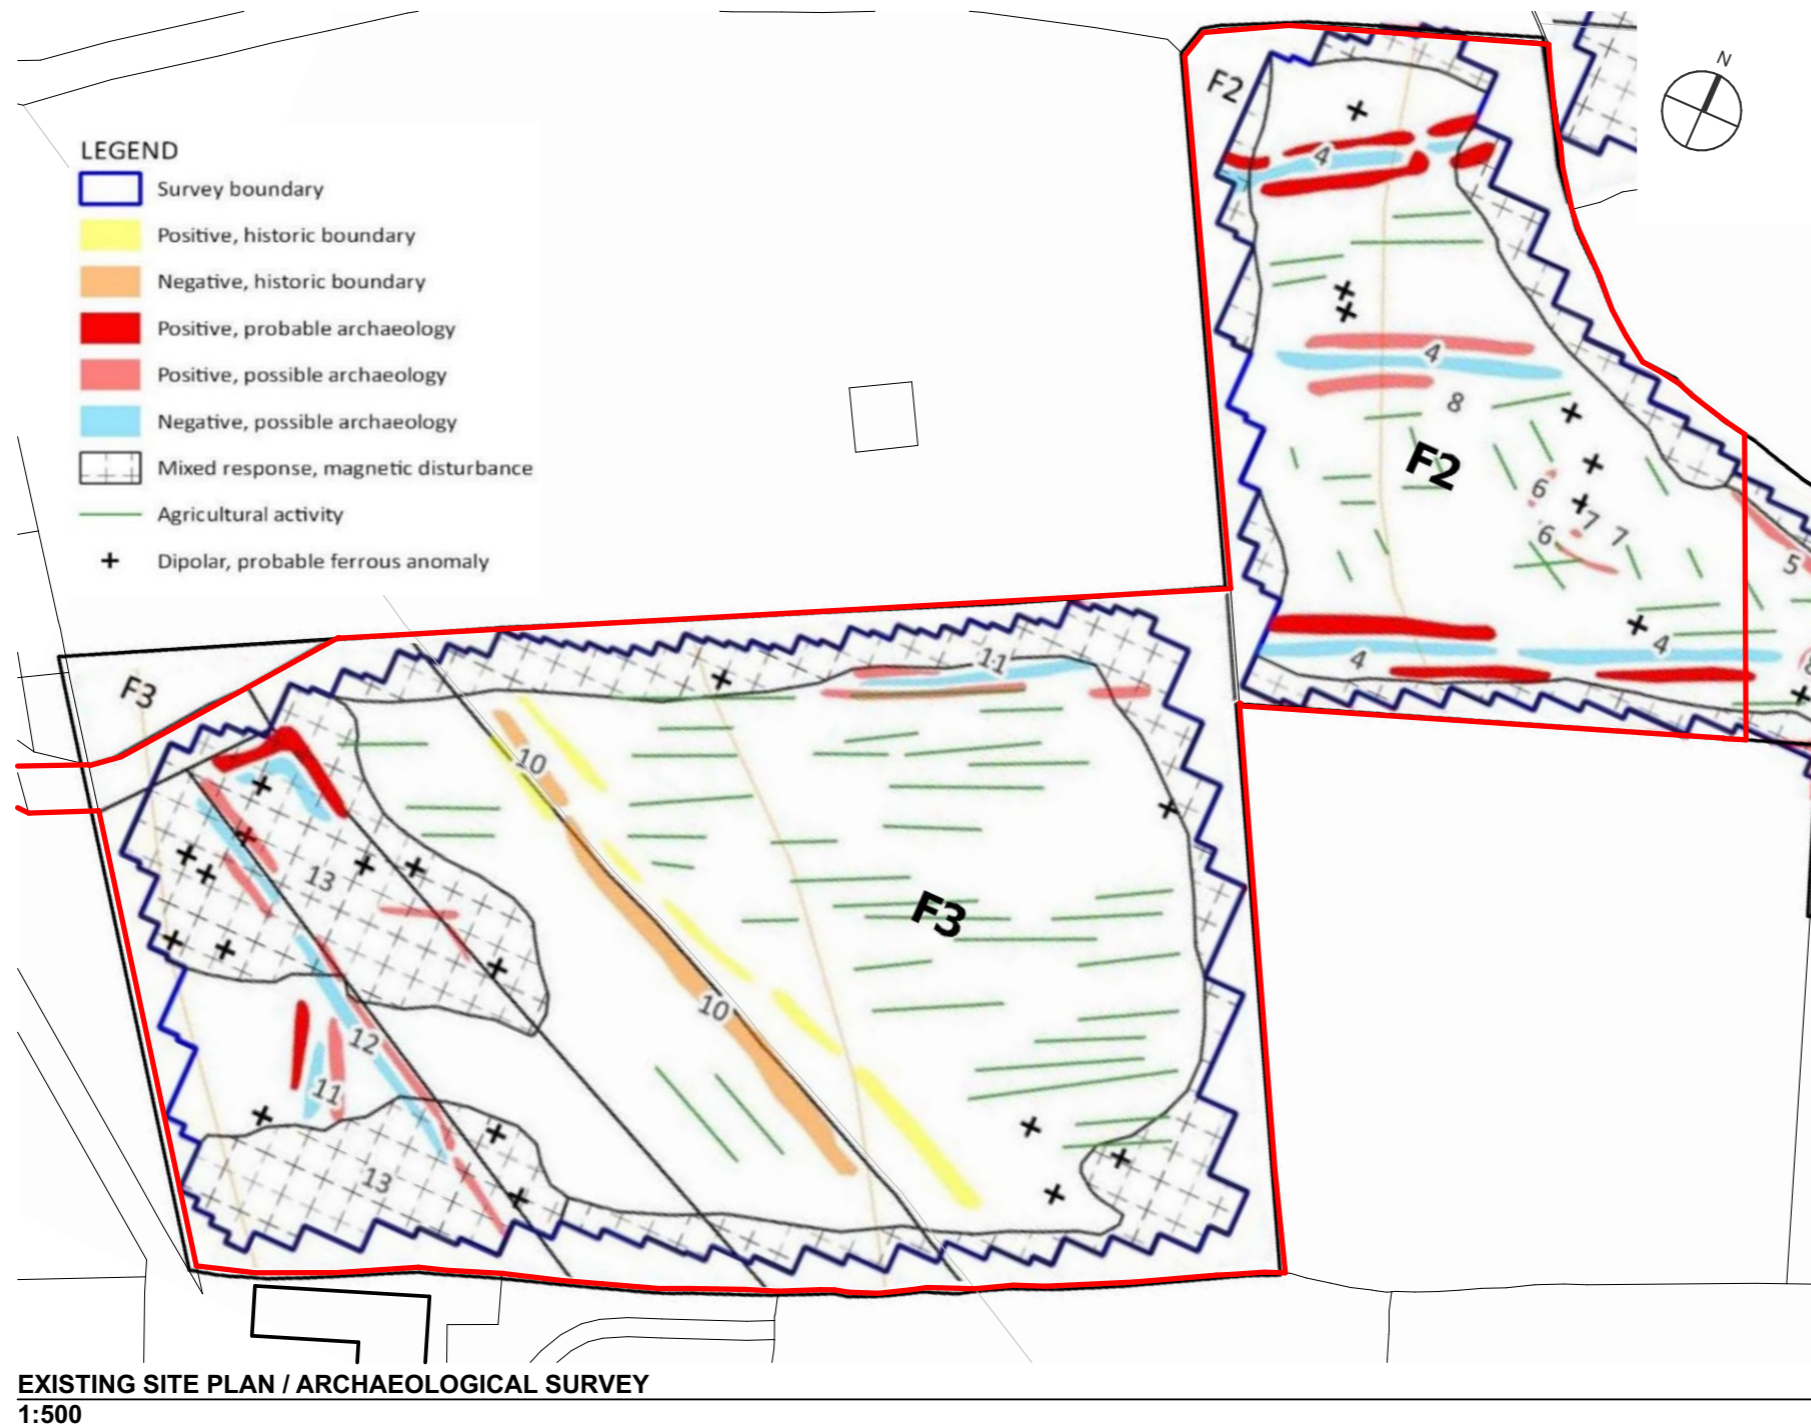 N
F2
4
LEGEND
Survey boundary
Positive, historic boundary
Negative, historic boundary
Positive, probable archaeology
Positive, possible archaeology
Negative, possible archaeology
Mixed response, magnetic disturbance
Agricultural activity
Dipolar, probable ferrous anomaly
4
8
F2
6
7
7
6
5
4
4
F3
11
10
13
F3
10
12
11
13
EXISTING SITE PLAN / ARCHAEOLOGICAL SURVEY
1:500